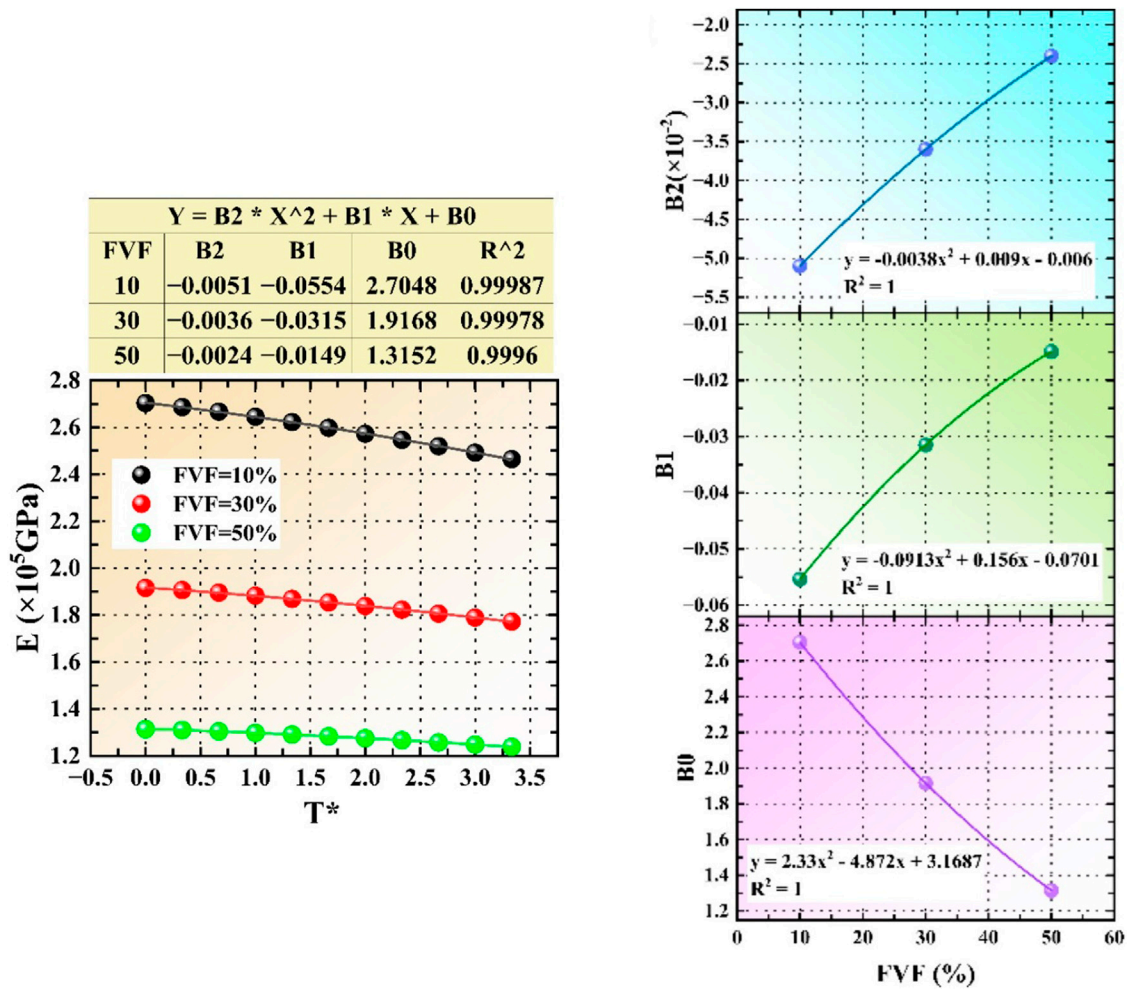 Y = B2 * X^2 + B1 * X + B0
FVF B2 B1 B0 R^2
10 −0.0051 −0.0554 2.7048 0.99987
30 −0.0036 −0.0315 1.9168 0.99978
50 −0.0024 −0.0149 1.3152 0.9996
2.8
2.6
2.4
2.2
2.0
1.8
1.6
1.4
1.2
E (×10⁵GPa)
FVF=10%
FVF=30%
FVF=50%
−0.5 0.0 0.5 1.0 1.5 2.0 2.5 3.0 3.5
T*
−2.0
−2.5
−3.0
−3.5
−4.0
−4.5
−5.0
−5.5
B2(×10⁻²)
y = -0.0038x² + 0.009x - 0.006
R² = 1
−0.01
−0.02
−0.03
−0.04
−0.05
−0.06
B1
y = -0.0913x² + 0.156x - 0.0701
R² = 1
2.8
2.6
2.4
2.2
2.0
1.8
1.6
1.4
1.2
B0
y = 2.33x² - 4.872x + 3.1687
R² = 1
0 10 20 30 40 50 60
FVF (%)